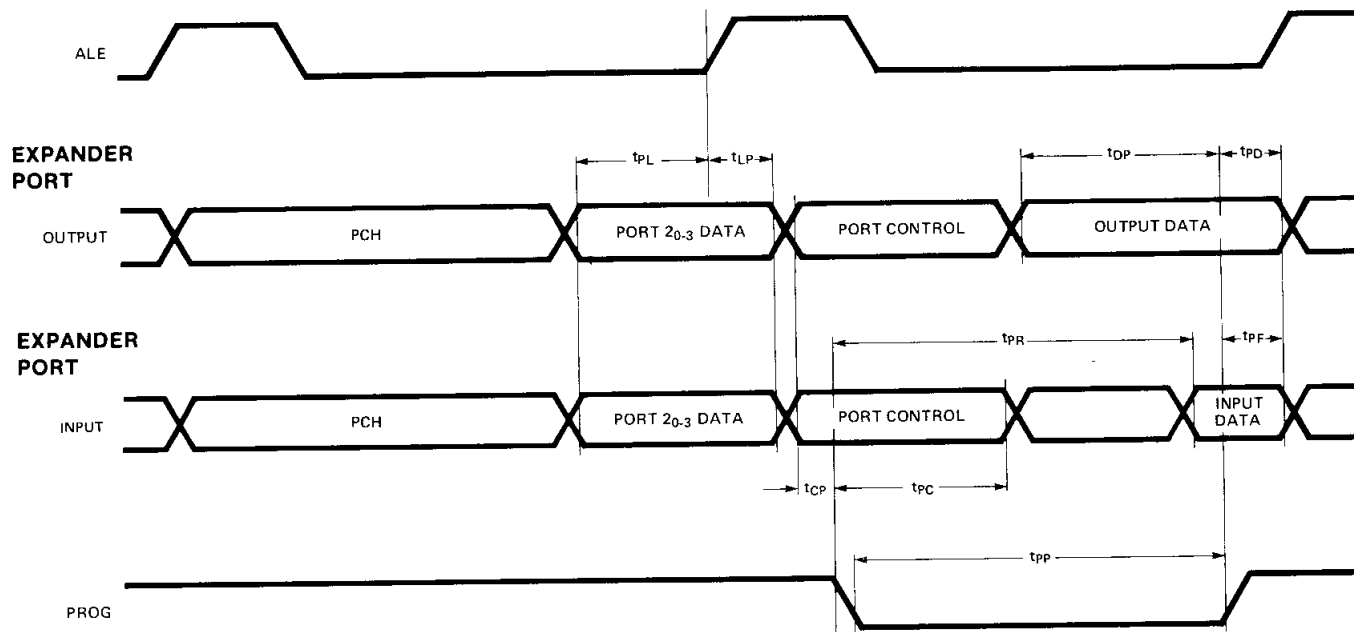 ALE
EXPANDER
PORT
tPL
tLP
tDP
tPD
OUTPUT
PCH
PORT 20-3 DATA
PORT CONTROL
OUTPUT DATA
EXPANDER
PORT
tPR
tPF
INPUT
PCH
PORT 20-3 DATA
PORT CONTROL
INPUT
DATA
tCP
tPC
tPP
PROG